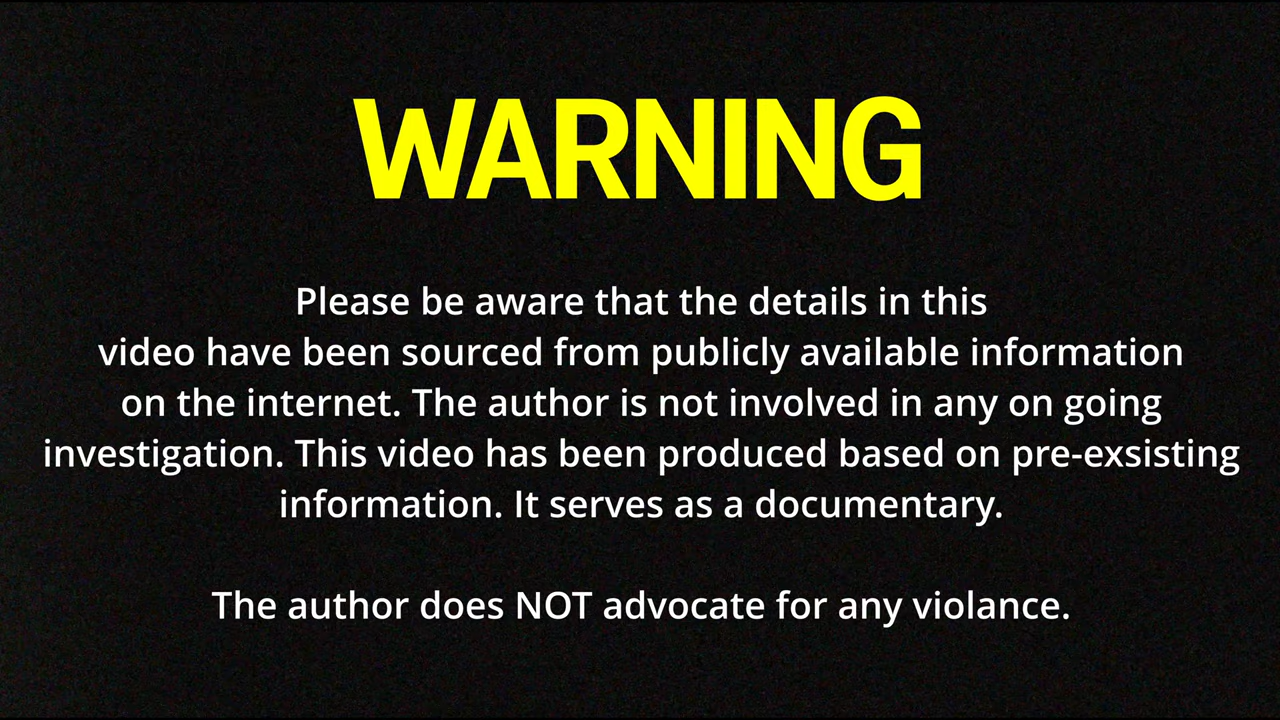 WARNING
Please be aware that the details in this
video have been sourced from publicly available information
on the internet. The author is not involved in any on going
investigation. This video has been produced based on pre-exsisting
information. It serves as a documentary.
The author does NOT advocate for any violance.